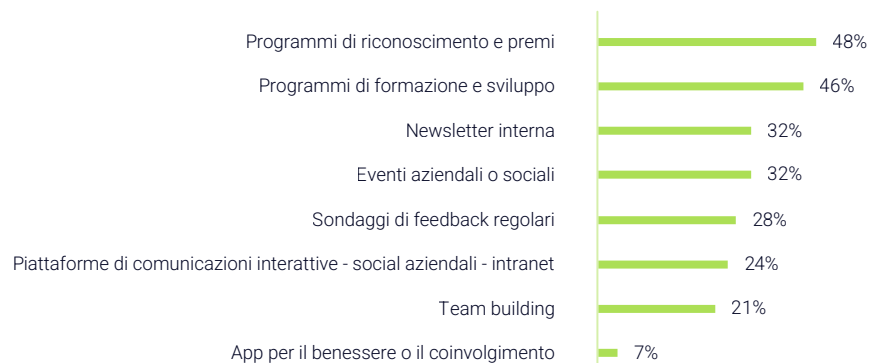 Programmi di riconoscimento e premi 48%
Programmi di formazione e sviluppo 46%
Newsletter interna 32%
Eventi aziendali o sociali 32%
Sondaggi di feedback regolari 28%
Piattaforme di comunicazioni interattive - social aziendali - intranet 24%
Team building 21%
App per il benessere o il coinvolgimento 7%